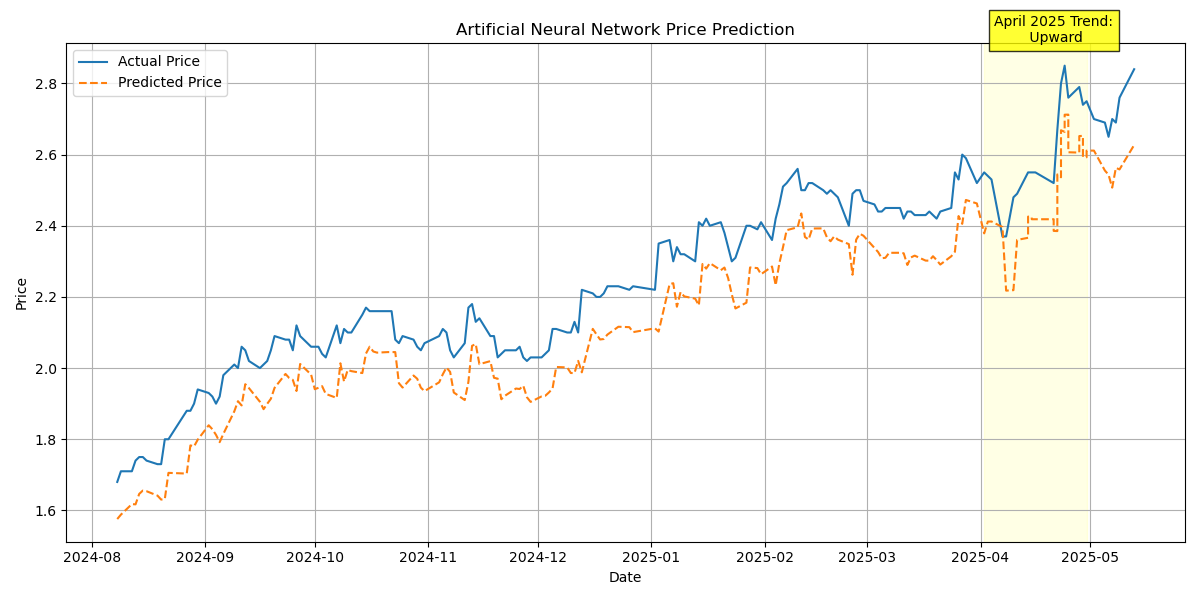 April 2025 Trend:
Upward
Artificial Neural Network Price Prediction
Actual Price
Predicted Price
Price
2.8
2.6
2.4
2.2
2.0
1.8
1.6
2024-08
2024-09
2024-10
2024-11
2024-12
2025-01
2025-02
2025-03
2025-04
2025-05
Date